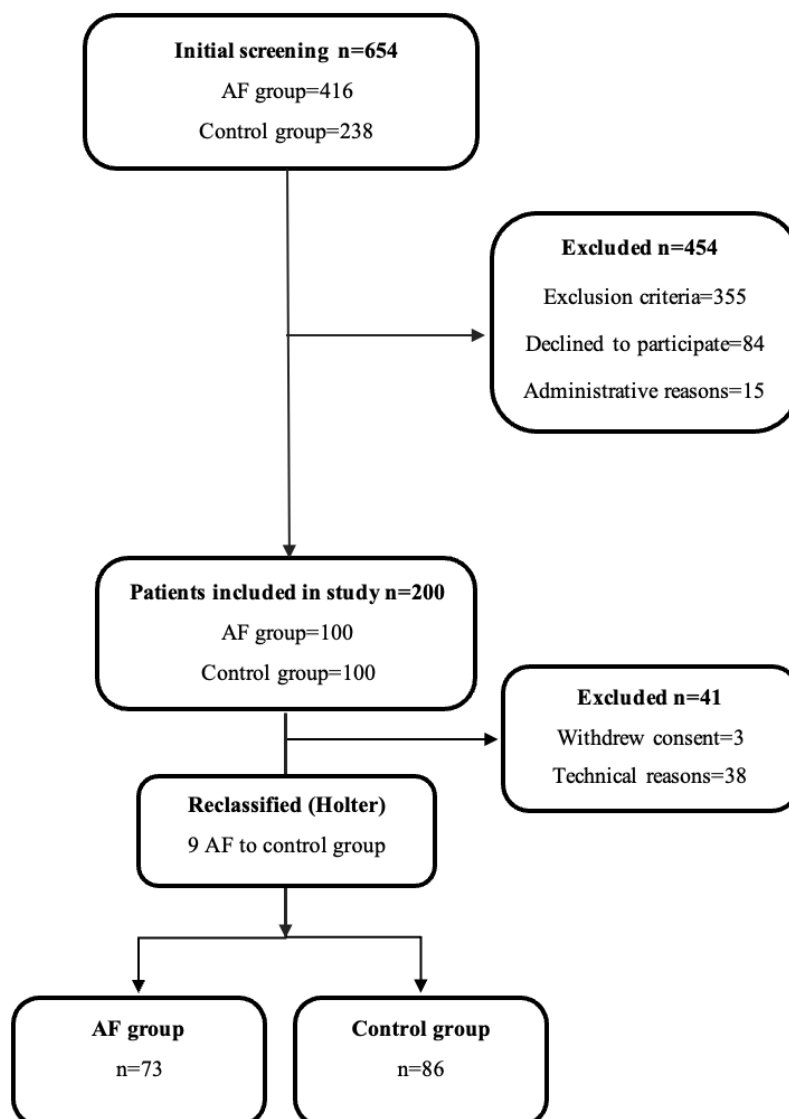 Initial screening n=654
AF group=416
Control group=238
Excluded n=454
Exclusion criteria=355
Declined to participate=84
Administrative reasons=15
Patients included in study n=200
AF group=100
Control group=100
Excluded n=41
Withdrew consent=3
Technical reasons=38
Reclassified (Holter)
9 AF to control group
AF group
n=73
Control group
n=86